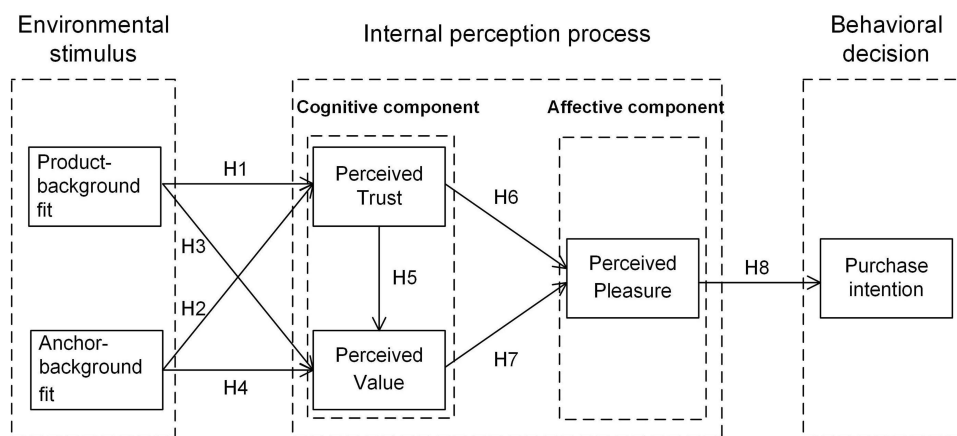 Environmental
stimulus
Internal perception process
Behavioral
decision
Cognitive component
Affective component
Product-
background
fit
H1
Perceived
Trust
H6
H3
H5
H2
Perceived
Pleasure
H8
Purchase
intention
Anchor-
background
fit
H4
Perceived
Value
H7